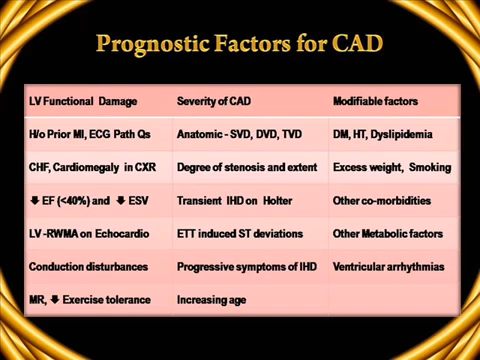 Prognostic Factors for CAD
LV Functional Damage Severity of CAD Modifiable factors
H/o Prior MI, ECG Path Qs Anatomic - SVD, DVD, TVD DM, HT, Dyslipidemia
CHF, Cardiomegaly in CXR Degree of stenosis and extent Excess weight, Smoking
🡇 EF (<40%) and 🡇 ESV Transient IHD on Holter Other co-morbidities
LV -RWMA on Echocardio ETT induced ST deviations Other Metabolic factors
Conduction disturbances Progressive symptoms of IHD Ventricular arrhythmias
MR, 🡇 Exercise tolerance Increasing age